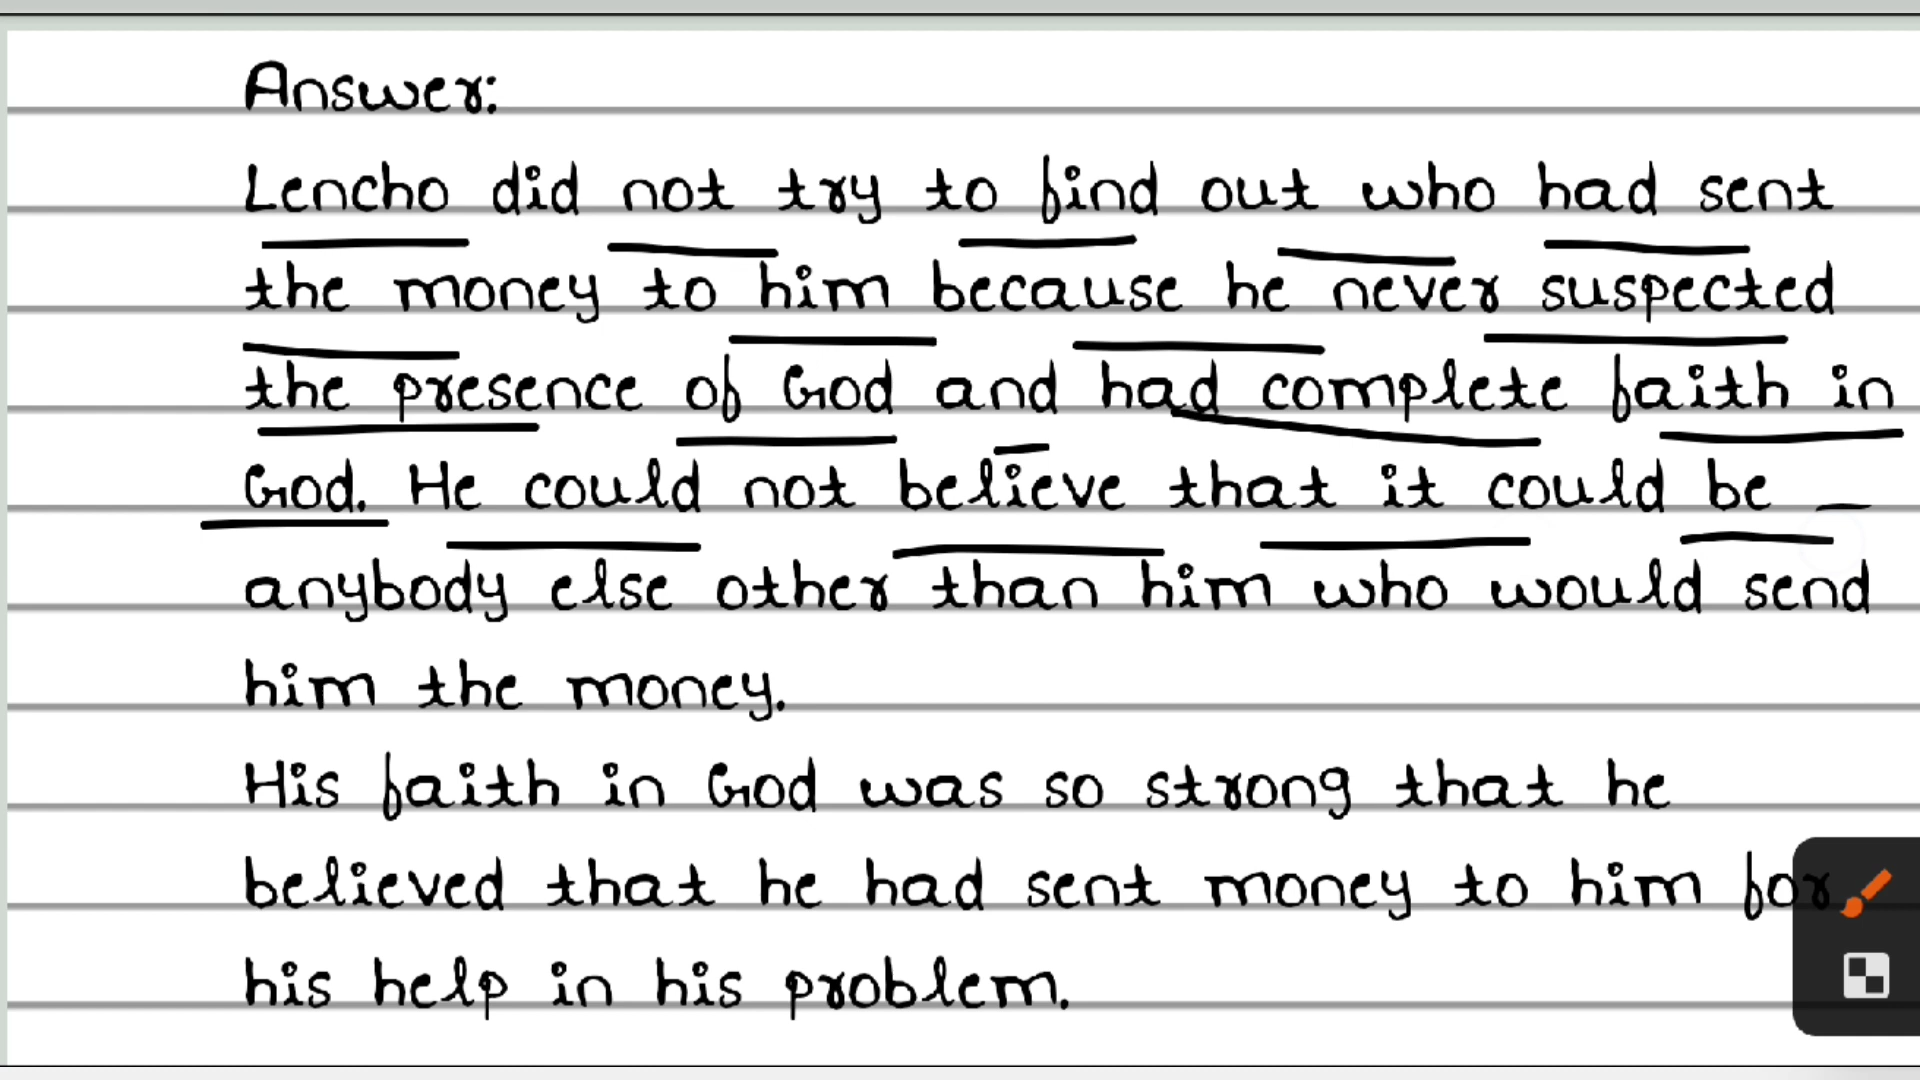 Answer:
Lencho did not try to find out who had sent
the money to him because he never suspected
the presence of God and had complete faith in
God. He could not believe that it could be
anybody else other than him who would send
him the money.
His faith in God was so strong that he
believed that he had sent money to him for
his help in his problem.